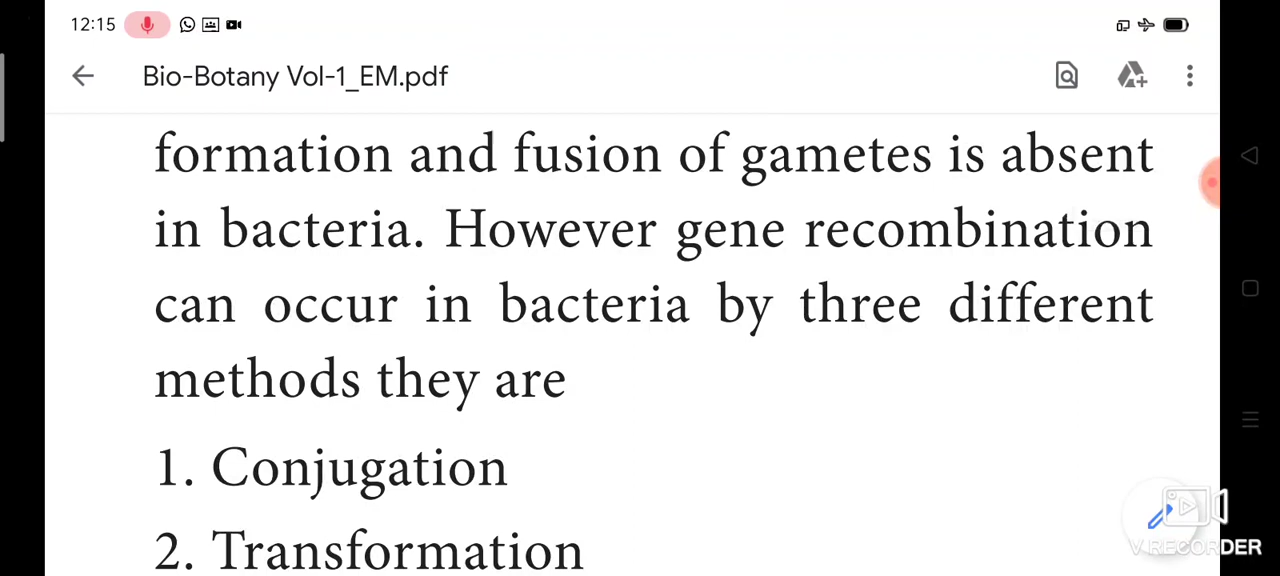 12:15
Bio-Botany Vol-1_EM.pdf
formation and fusion of gametes is absent
in bacteria. However gene recombination
can occur in bacteria by three different
methods they are
1. Conjugation
2. Transformation
V RECORDER